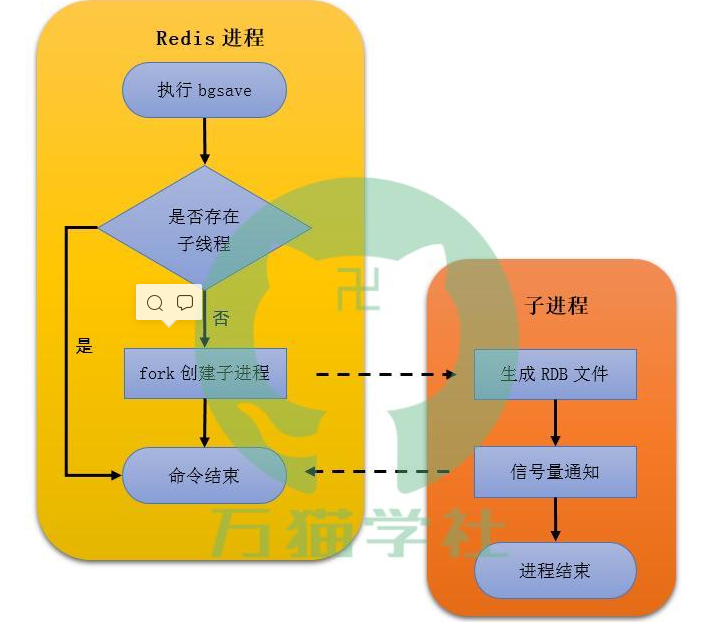 Redis 进程
执行 bgsave
是否存在
子线程
否
是
fork 创建子进程
命令结束
子进程
生成 RDB 文件
信号量通知
进程结束
卍
万猫学社